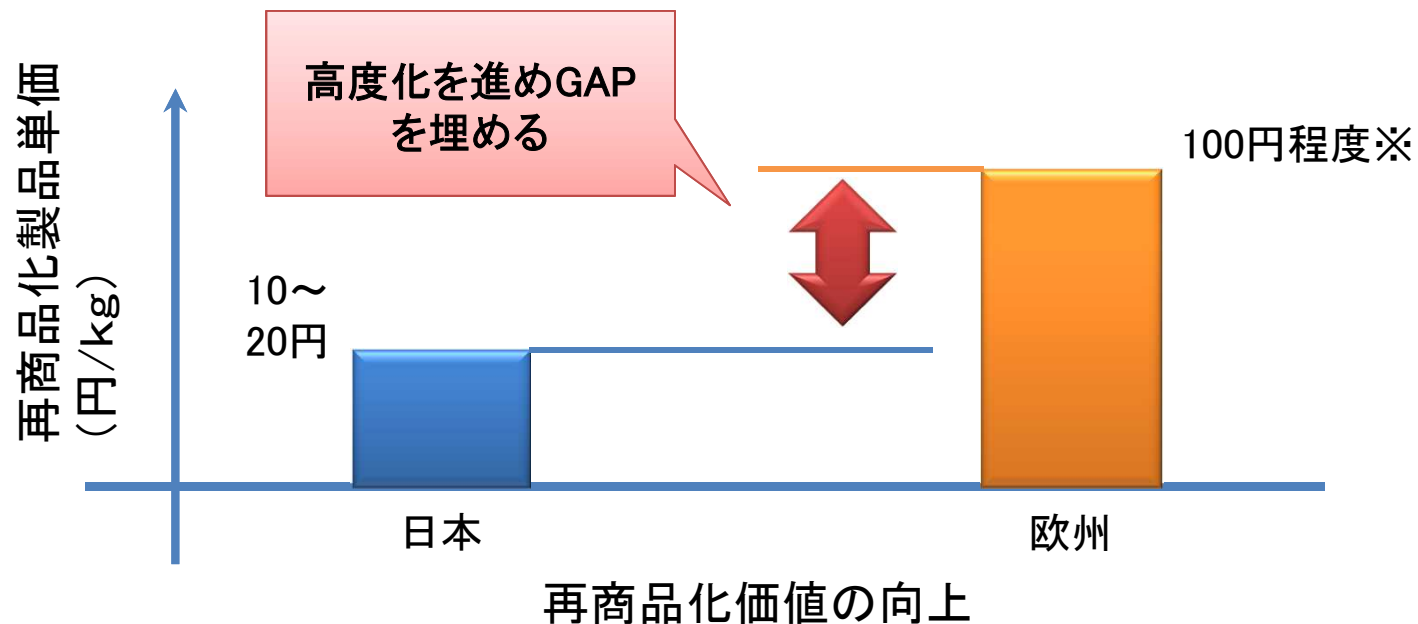 高度化を進めGAP
を埋める
再商品化製品単価
(円/kg)
100円程度※
10～
20円
日本
欧州
再商品化価値の向上